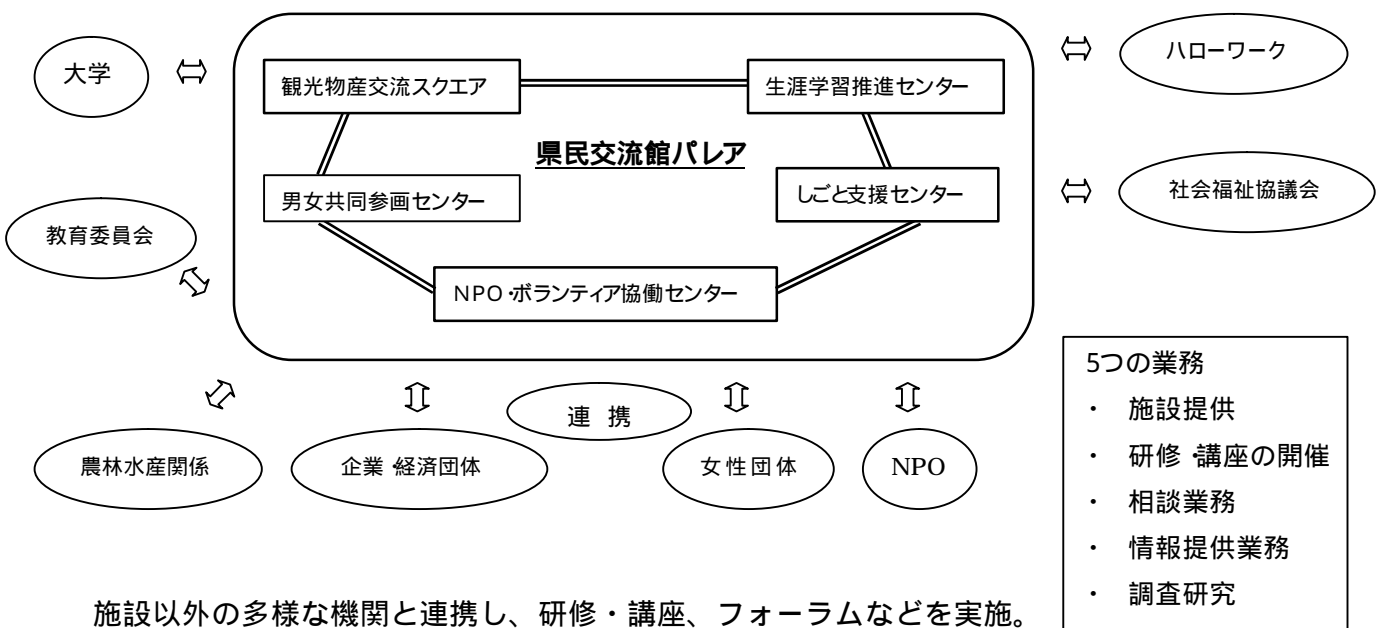 大学
ハローワーク
観光物産交流スクエア
生涯学習推進センター
県民交流館パレア
男女共同参画センター
しごと支援センター
社会福祉協議会
教育委員会
NPO・ボランティア協働センター
連 携
農林水産関係
企業・経済団体
女性団体
NPO
5つの業務
・ 施設提供
・ 研修・講座の開催
・ 相談業務
・ 情報提供業務
・ 調査研究
施設以外の多様な機関と連携し、研修・講座、フォーラムなどを実施。